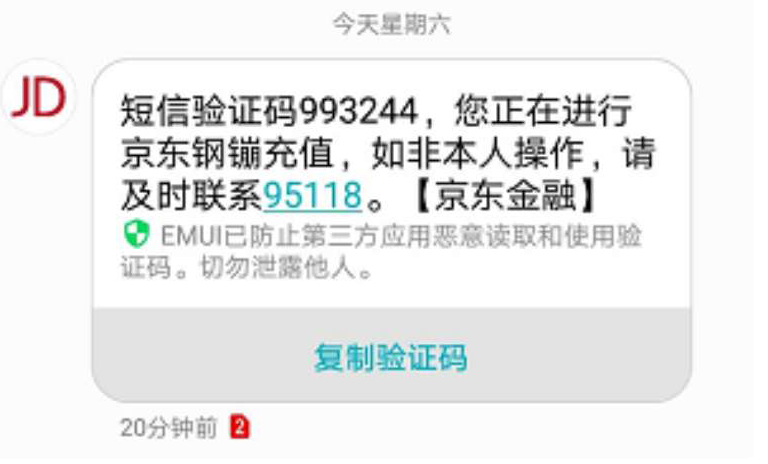 今天星期六
JD
短信验证码993244，您正在进行
京东钢镚充值，如非本人操作，请
及时联系95118。【京东金融】
EMUI已防止第三方应用恶意读取和使用验
证码。切勿泄露他人。
复制验证码
20分钟前 2